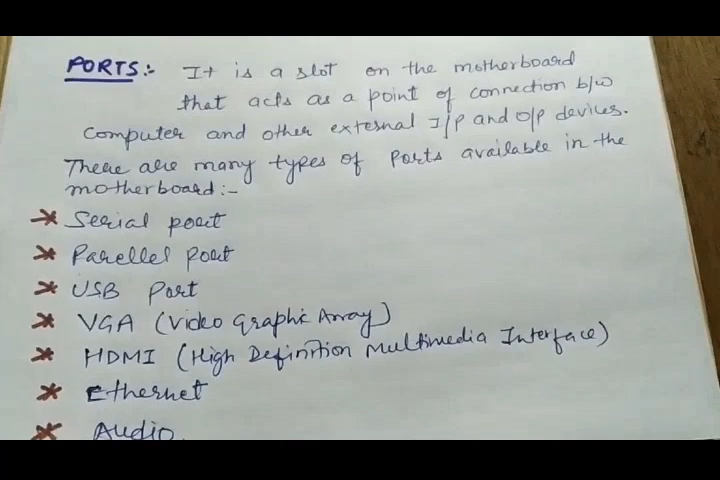 PORTS:- It is a slot on the motherboard
that acts as a point of connection b/w
computer and other external I/P and O/P devices.
There are many types of Ports available in the
motherboard:-
* Serial port
* Parellel Port
* USB Port
* VGA (Video Graphic Array)
* HDMI (High Definition Multimedia Interface)
* Ethernet
* Audio